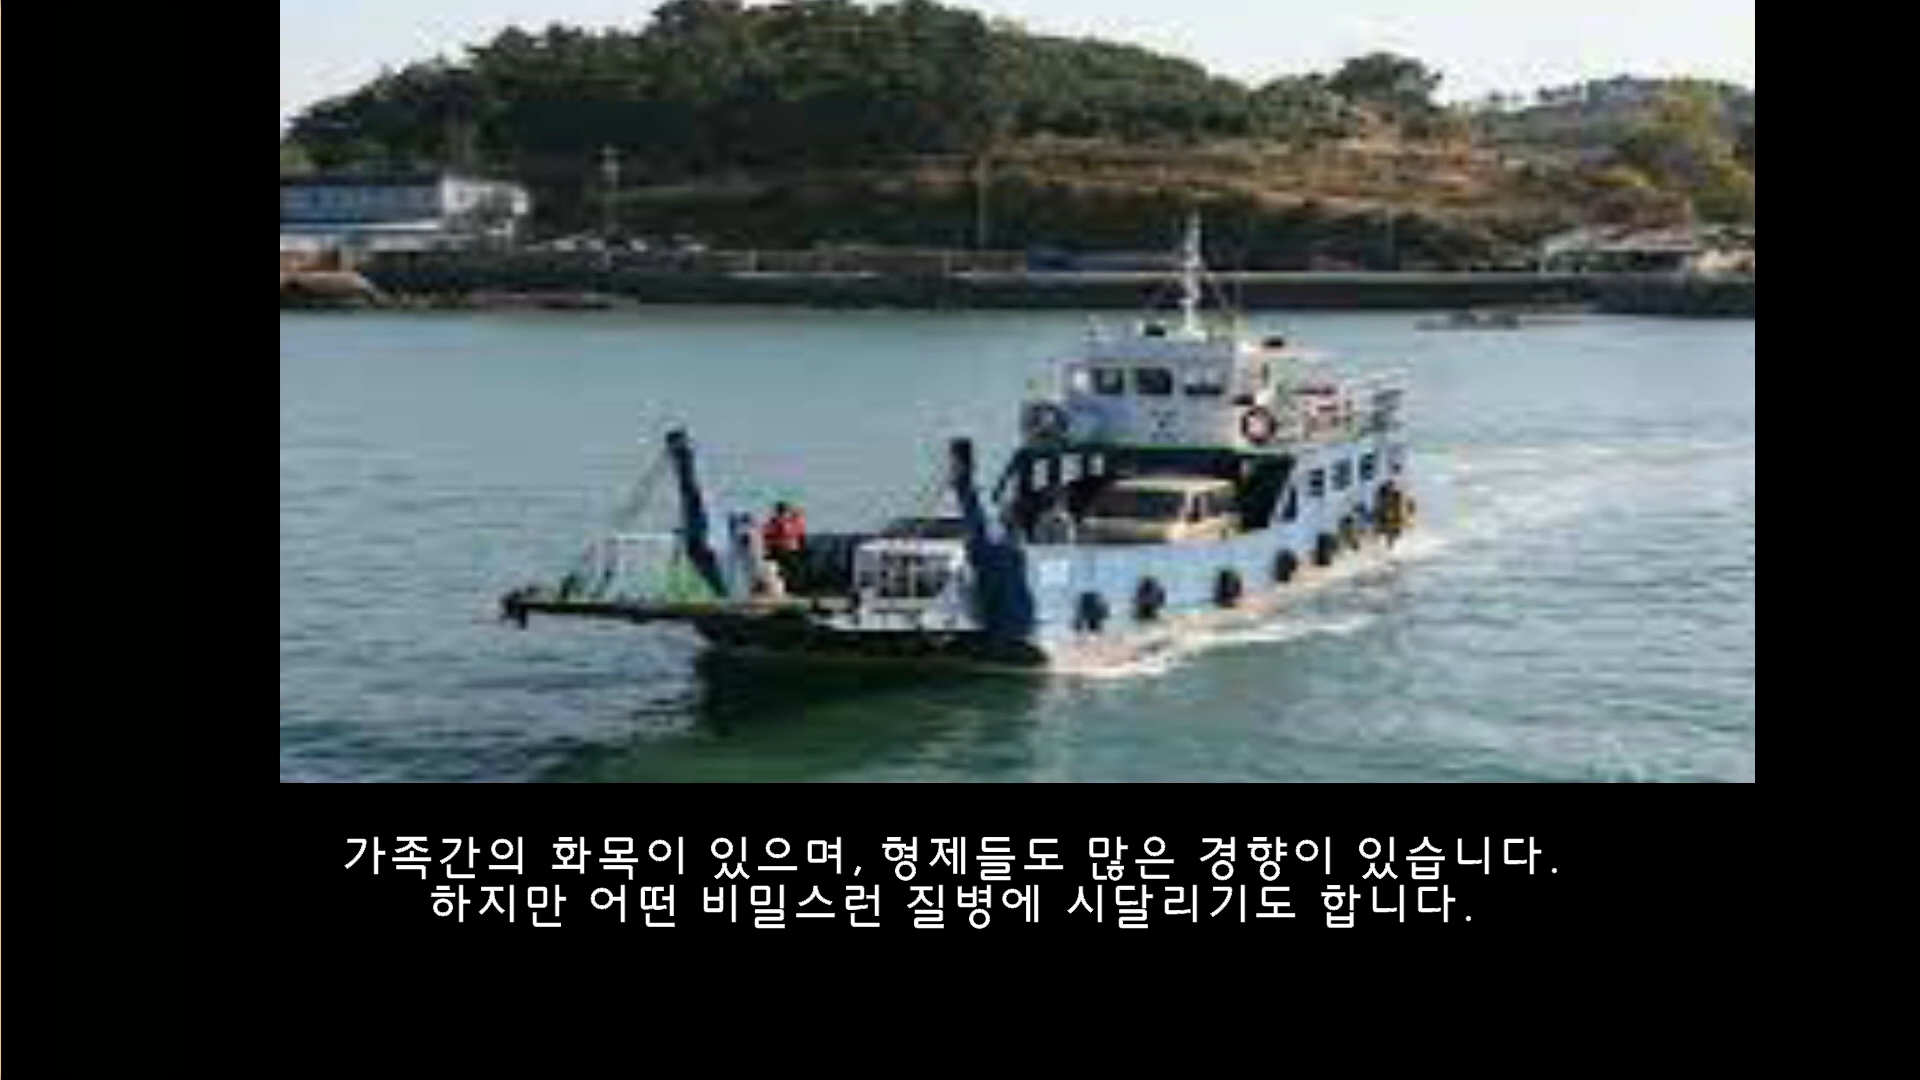 가족간의 화목이 있으며, 형제들도 많은 경향이 있습니다.
하지만 어떤 비밀스런 질병에 시달리기도 합니다.